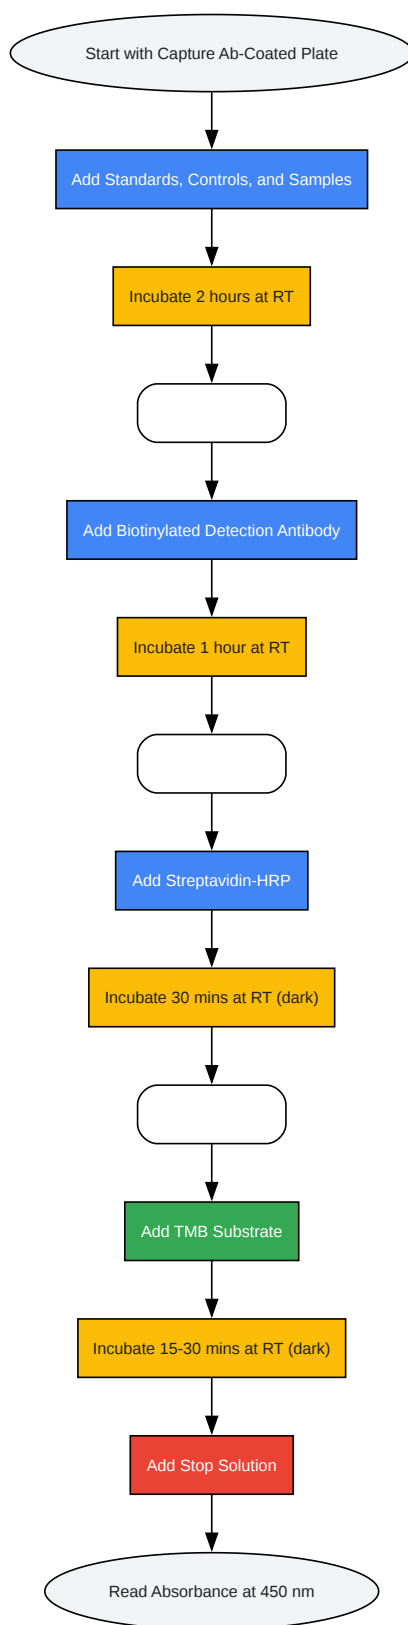 Start with Capture Ab-Coated Plate
Add Standards, Controls, and Samples
Incubate 2 hours at RT
Add Biotinylated Detection Antibody
Incubate 1 hour at RT
Add Streptavidin-HRP
Incubate 30 mins at RT (dark)
Add TMB Substrate
Incubate 15-30 mins at RT (dark)
Add Stop Solution
Read Absorbance at 450 nm